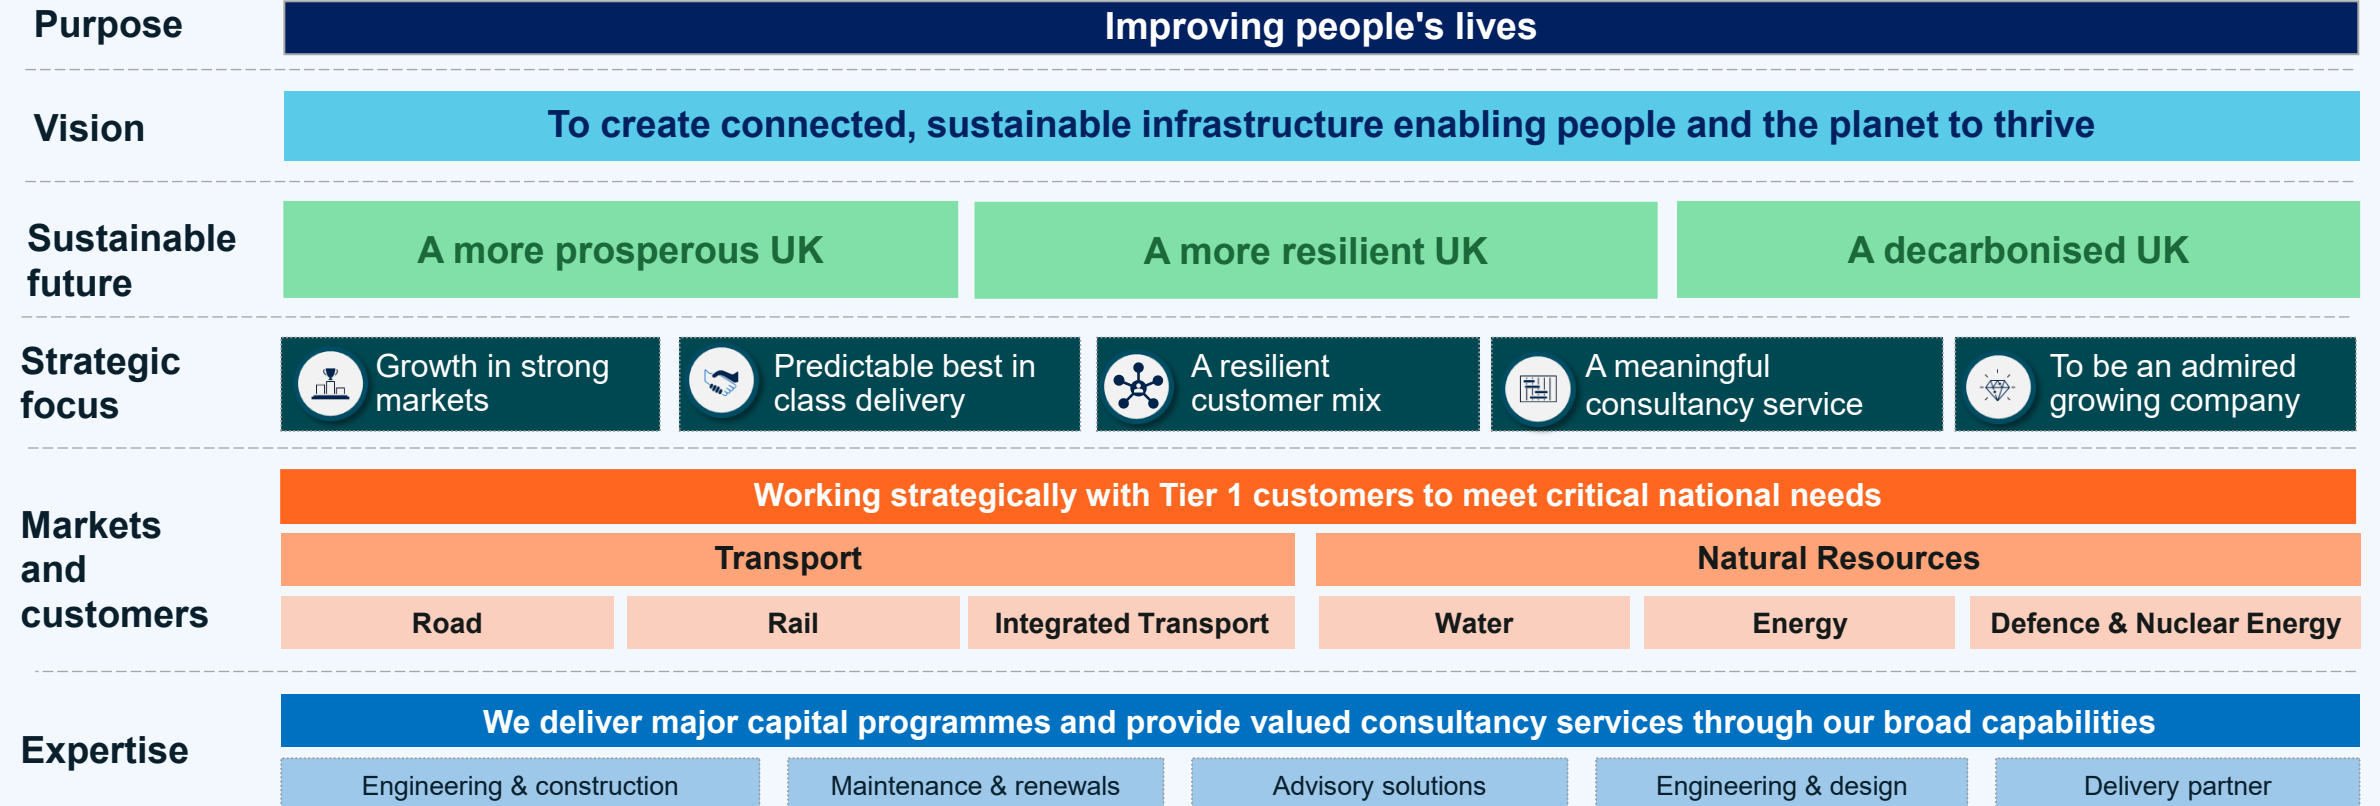 Purpose
Improving people's lives
Vision
To create connected, sustainable infrastructure enabling people and the planet to thrive
Sustainable
future
A more prosperous UK
A more resilient UK
A decarbonised UK
Strategic
focus
Growth in strong
markets
Predictable best in
class delivery
A resilient
customer mix
A meaningful
consultancy service
To be an admired
growing company
Markets
and
customers
Working strategically with Tier 1 customers to meet critical national needs
Transport
Natural Resources
Road
Rail
Integrated Transport
Water
Energy
Defence & Nuclear Energy
Expertise
We deliver major capital programmes and provide valued consultancy services through our broad capabilities
Engineering & construction
Maintenance & renewals
Advisory solutions
Engineering & design
Delivery partner